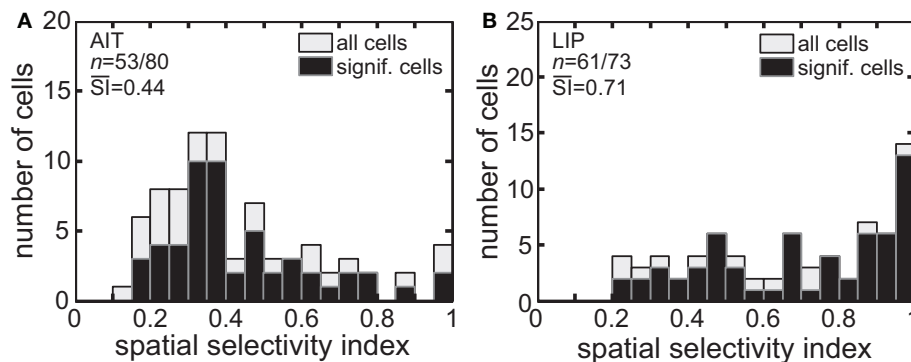 A
AIT
n=53/80
SI=0.44
all cells
signif. cells
number of cells
20
15
10
5
0
0 0.2 0.4 0.6 0.8 1
spatial selectivity index
B
LIP
n=61/73
SI=0.71
all cells
signif. cells
number of cells
25
20
15
10
5
0
0 0.2 0.4 0.6 0.8 1
spatial selectivity index